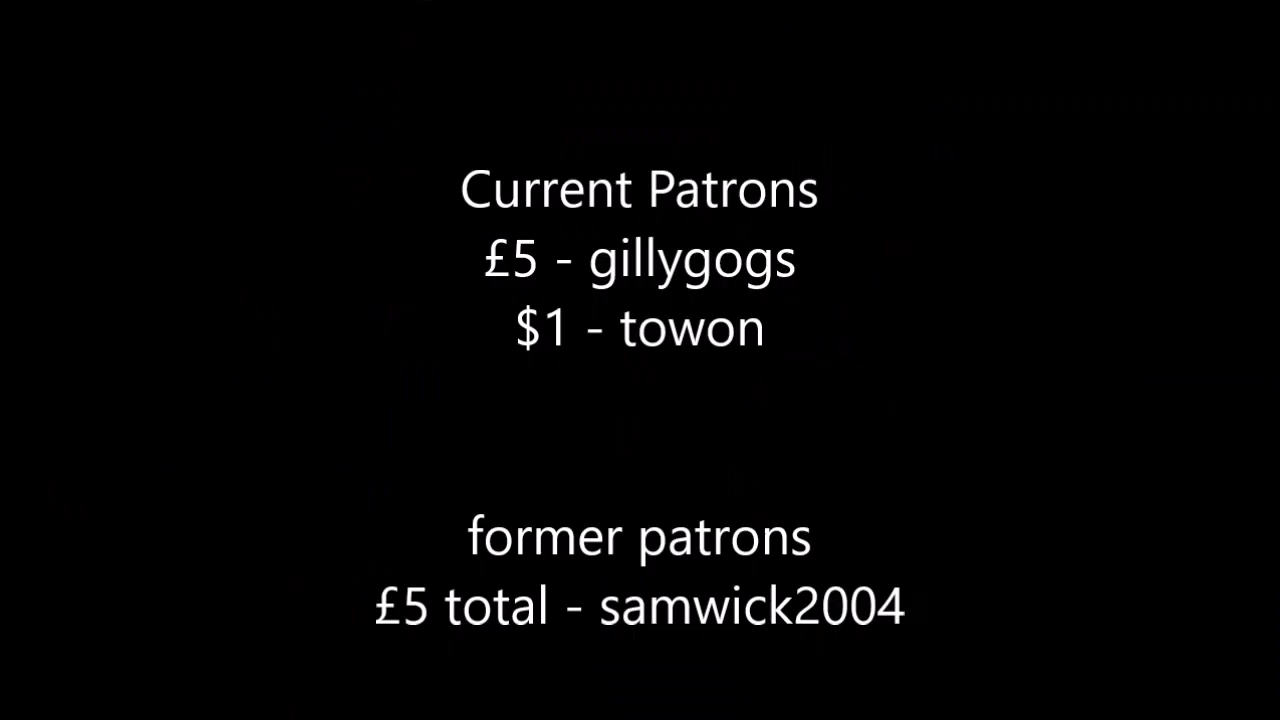 Current Patrons
£5 - gillygogs
$1 - towon
former patrons
£5 total - samwick2004